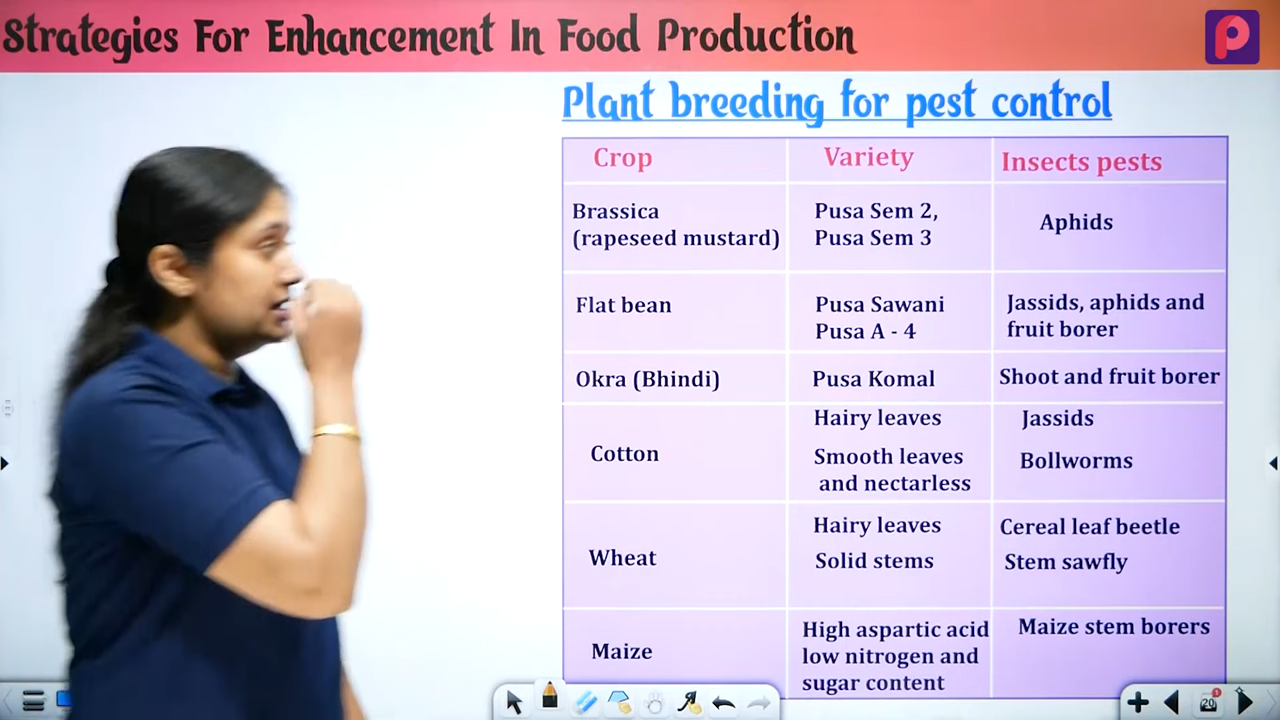 Strategies For Enhancement In Food Production
Plant breeding for pest control
Crop Variety Insects pests
Brassica
(rapeseed mustard)
Pusa Sem 2,
Pusa Sem 3
Aphids
Flat bean
Pusa Sawani
Pusa A - 4
Jassids, aphids and
fruit borer
Okra (Bhindi)
Pusa Komal
Shoot and fruit borer
Cotton
Hairy leaves
Jassids
Smooth leaves
and nectarless
Bollworms
Wheat
Hairy leaves
Cereal leaf beetle
Solid stems
Stem sawfly
Maize
High aspartic acid
low nitrogen and
sugar content
Maize stem borers
20
1